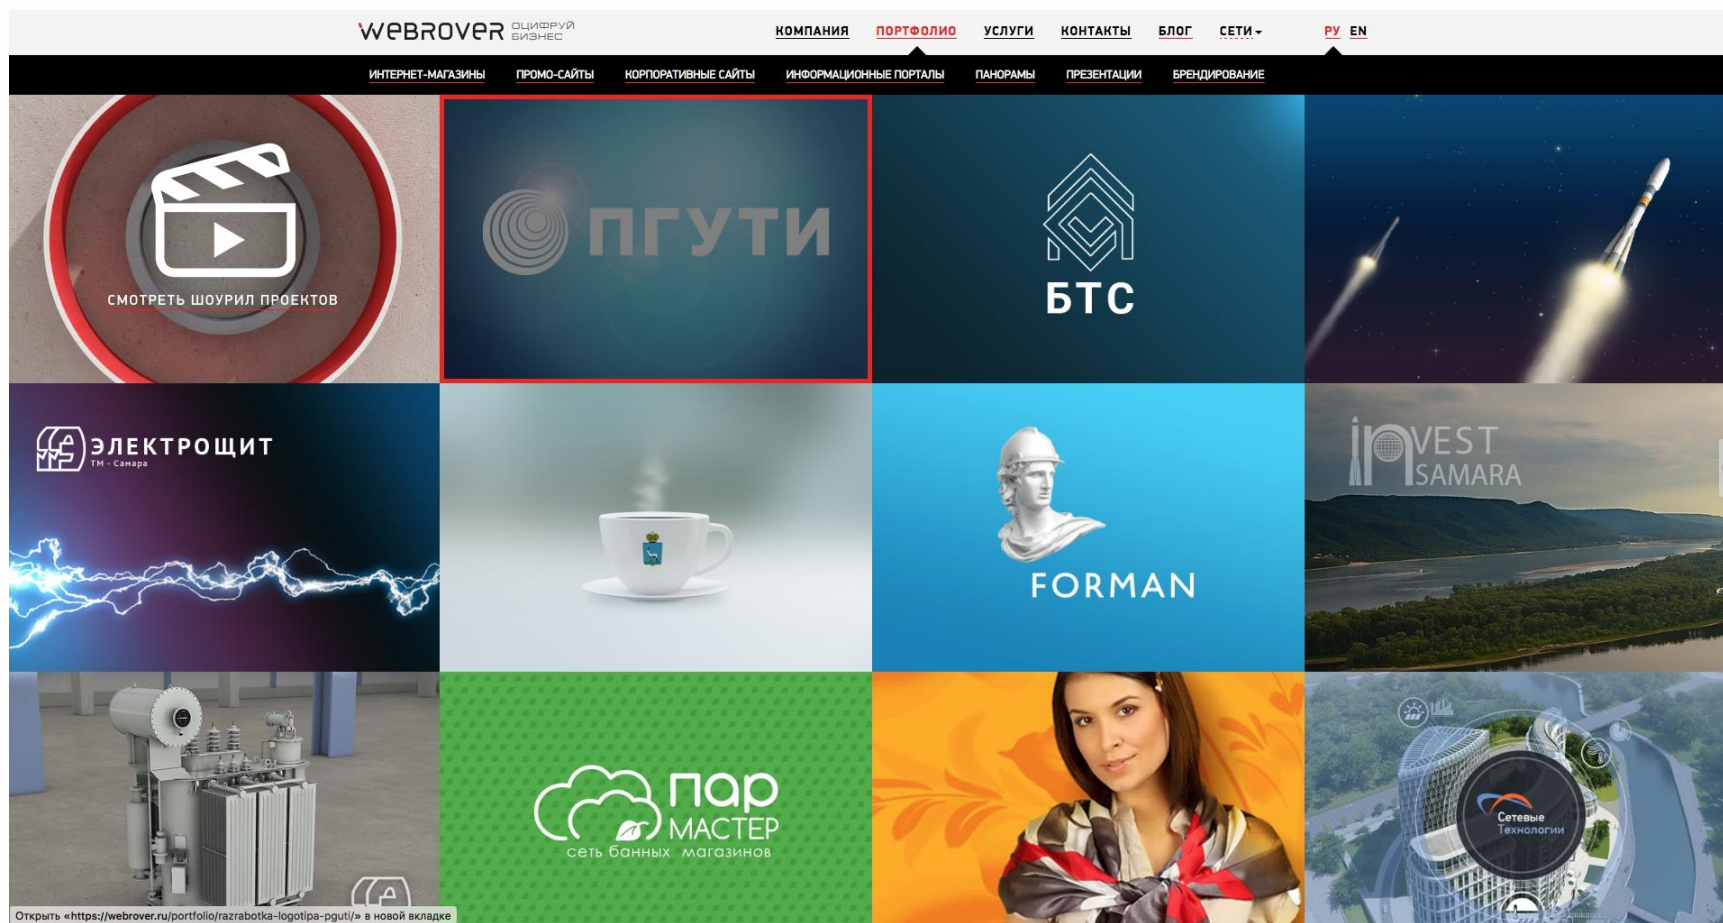 WEBROVER ОЦИФРУЙ БИЗНЕС
КОМПАНИЯ ПОРТФОЛИО УСЛУГИ КОНТАКТЫ БЛОГ СЕТИ РУ EN
ИНТЕРНЕТ-МАГАЗИНЫ ПРОМО-САЙТЫ КОРПОРАТИВНЫЕ САЙТЫ ИНФОРМАЦИОННЫЕ ПОРТАЛЫ ПАНОРАМЫ ПРЕЗЕНТАЦИИ БРЕНДИРОВАНИЕ
СМОТРЕТЬ ШОУРИЛ ПРОЕКТОВ
ПГУТИ
БТС
ЭЛЕКТРОЩИТ
ТМ - Самара
FORMAN
inVEST
SAMARA
пар
МАСТЕР
сеть банных магазинов
Сетевые
Технологии
Открыть «https://webrover.ru/portfolio/razrabotka-logotipa-pguti/» в новой вкладке